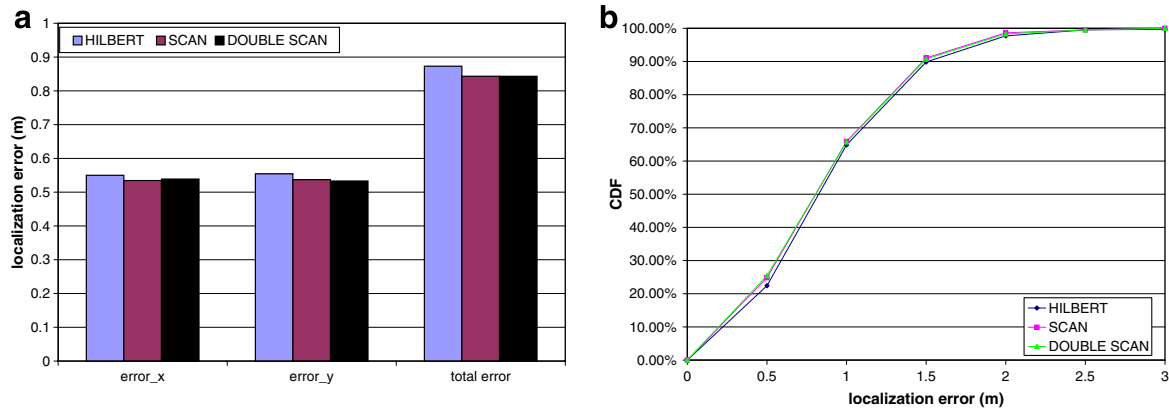 a
1
0.9
0.8
0.7
0.6
0.5
0.4
0.3
0.2
0.1
0
localization error (m)
HILBERT SCAN DOUBLE SCAN
error_x error_y total error
b
100.00%
90.00%
80.00%
70.00%
60.00%
50.00%
40.00%
30.00%
20.00%
10.00%
0.00%
CDF
HILBERT
SCAN
DOUBLE SCAN
0 0.5 1 1.5 2 2.5 3
localization error (m)